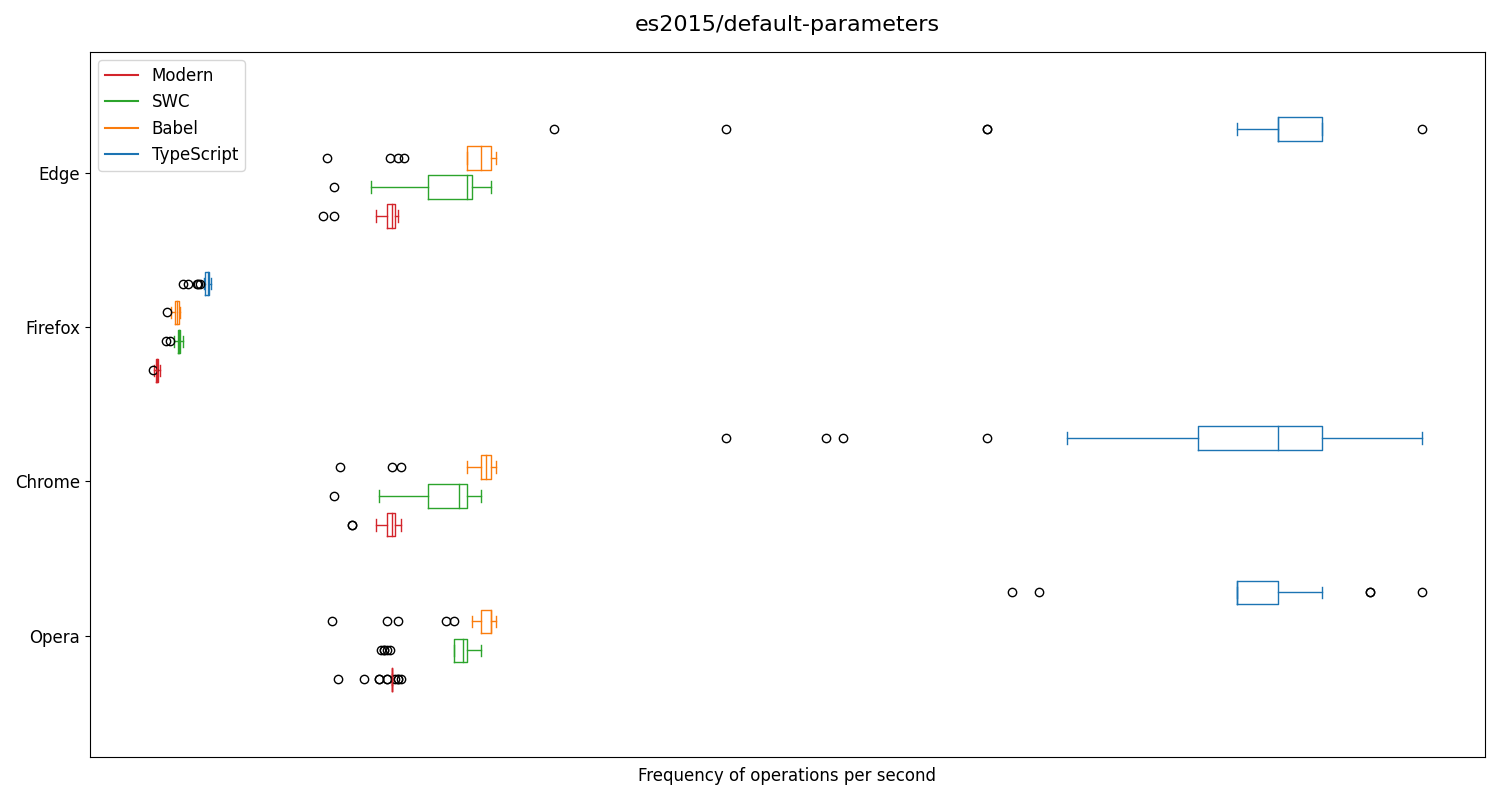 es2015/default-parameters
Modern
SWC
Babel
TypeScript
Edge
Firefox
Chrome
Opera
Frequency of operations per second